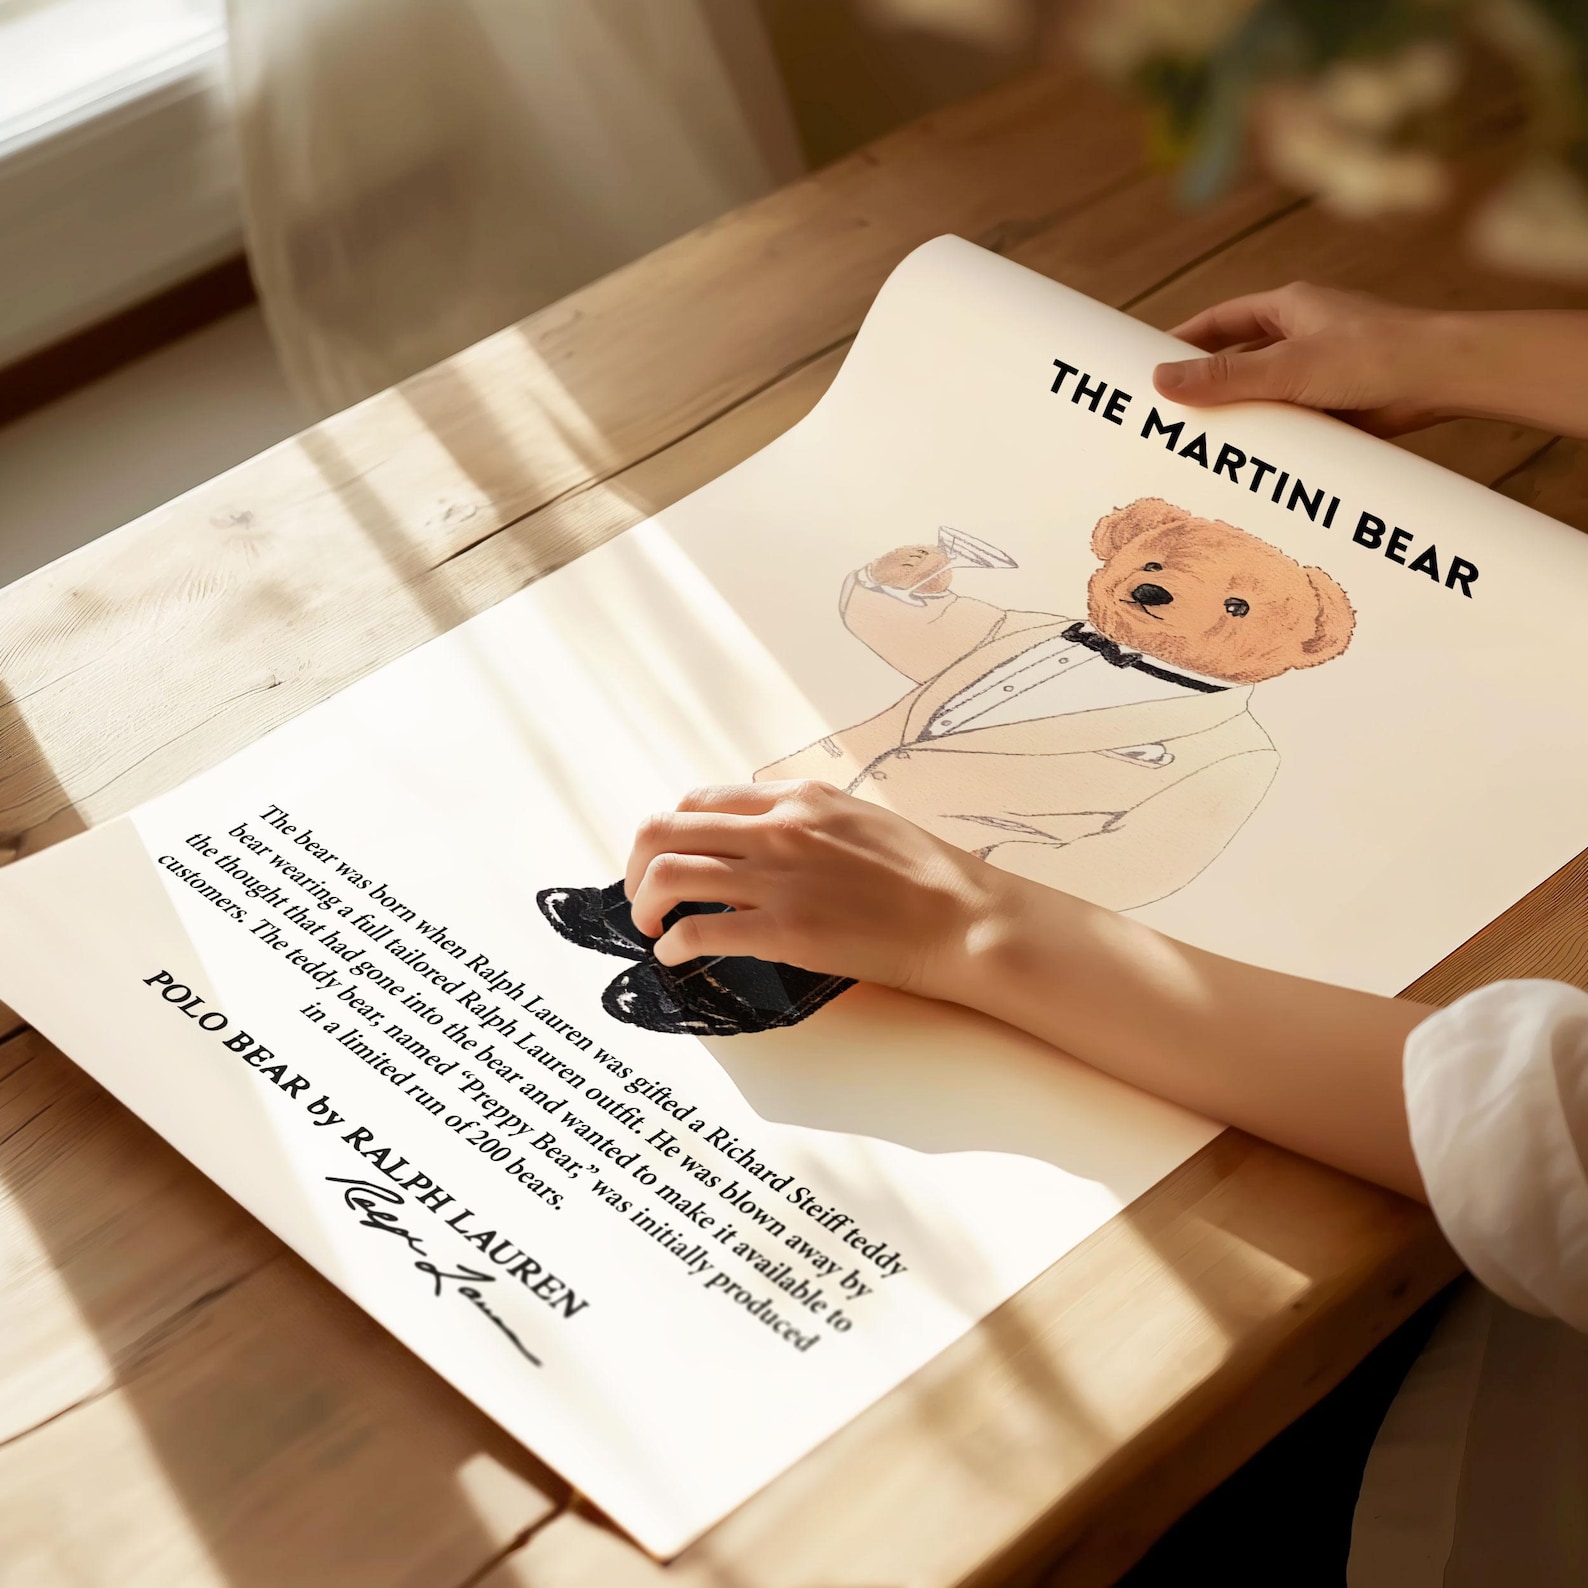 THE MARTINI BEAR
The bear was born when Ralph Lauren was gifted a Richard Steiff teddy
bear wearing a full tailored Ralph Lauren outfit. He was blown away by
the thought that had gone into the bear and wanted to make it available to
customers. The teddy bear, named “Preppy Bear,” was initially produced
in a limited run of 200 bears.
POLO BEAR by RALPH LAUREN
Ralph Lauren